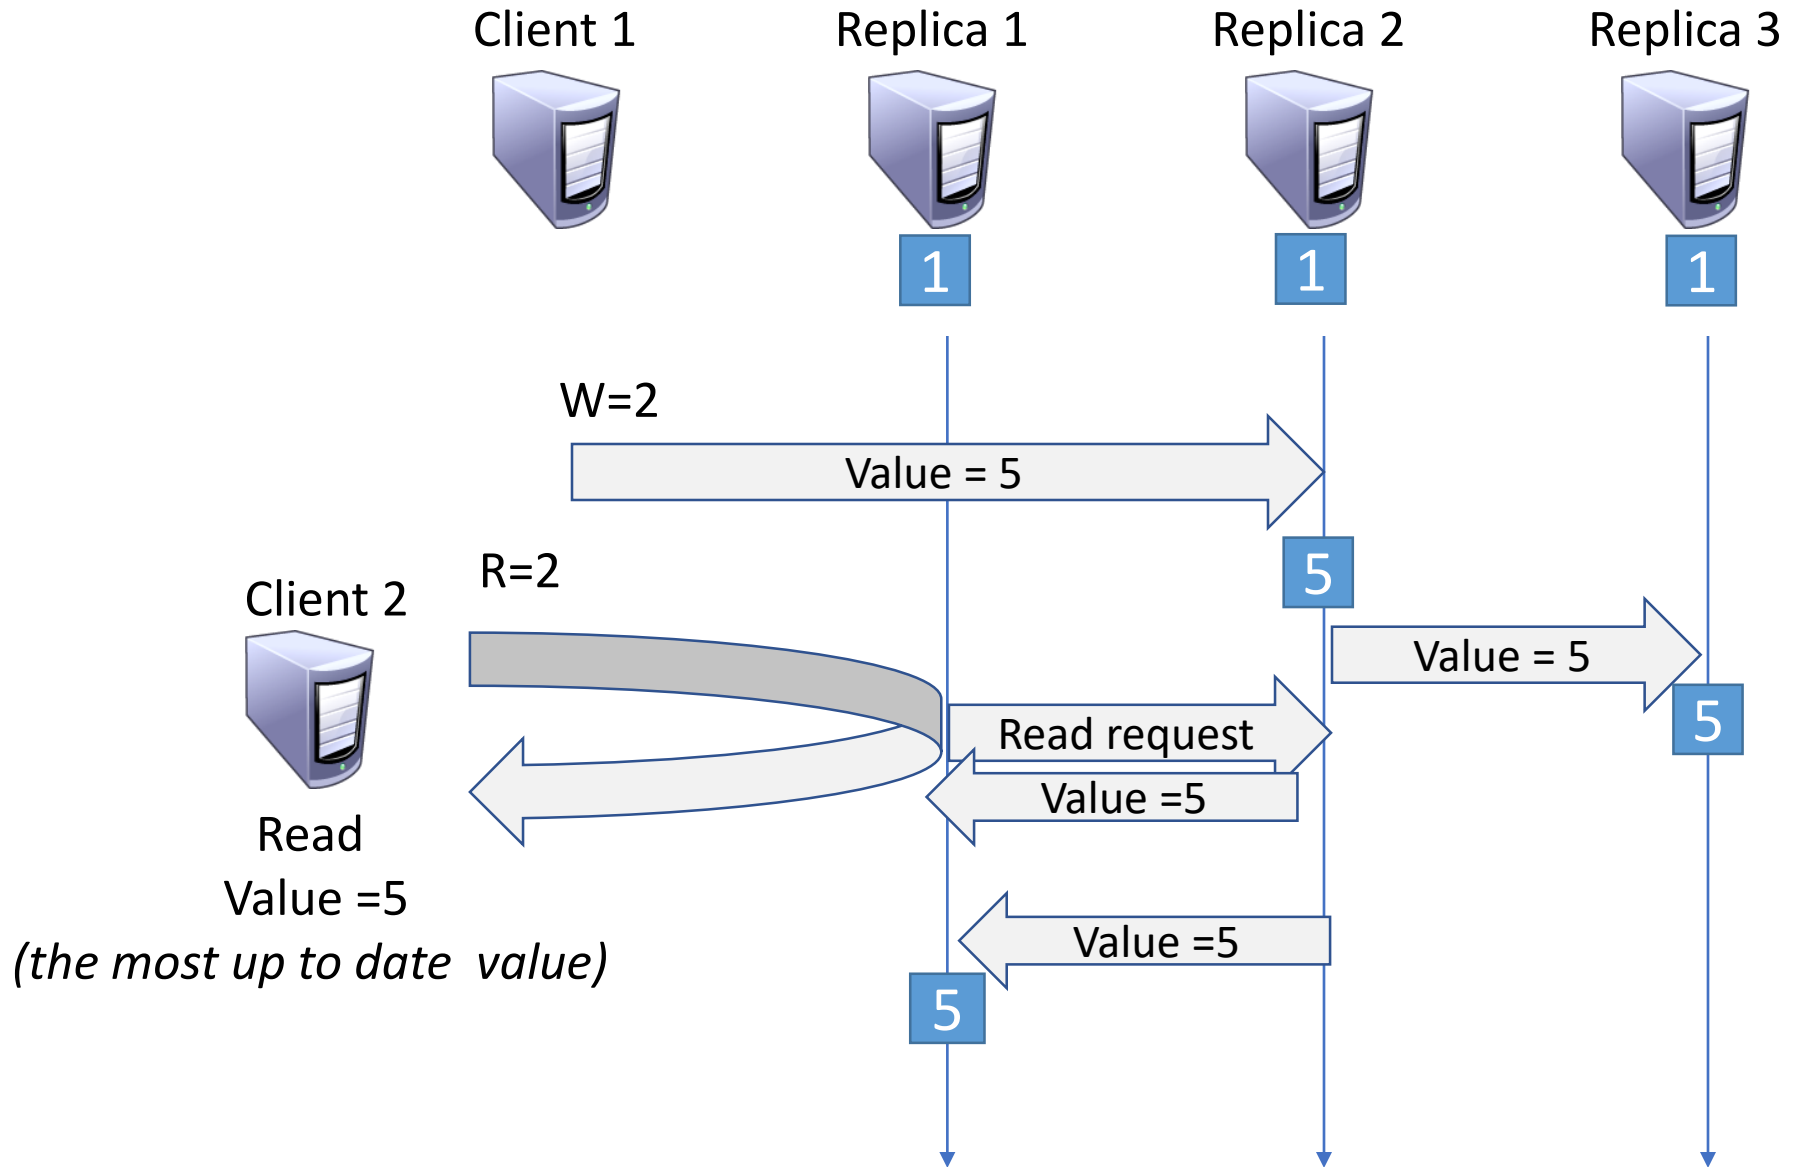 Client 1
Replica 1
Replica 2
Replica 3
1
1
1
W=2
Value = 5
R=2
5
Client 2
Value = 5
Read request
5
Value =5
Read
Value =5
(the most up to date  value)
Value =5
5